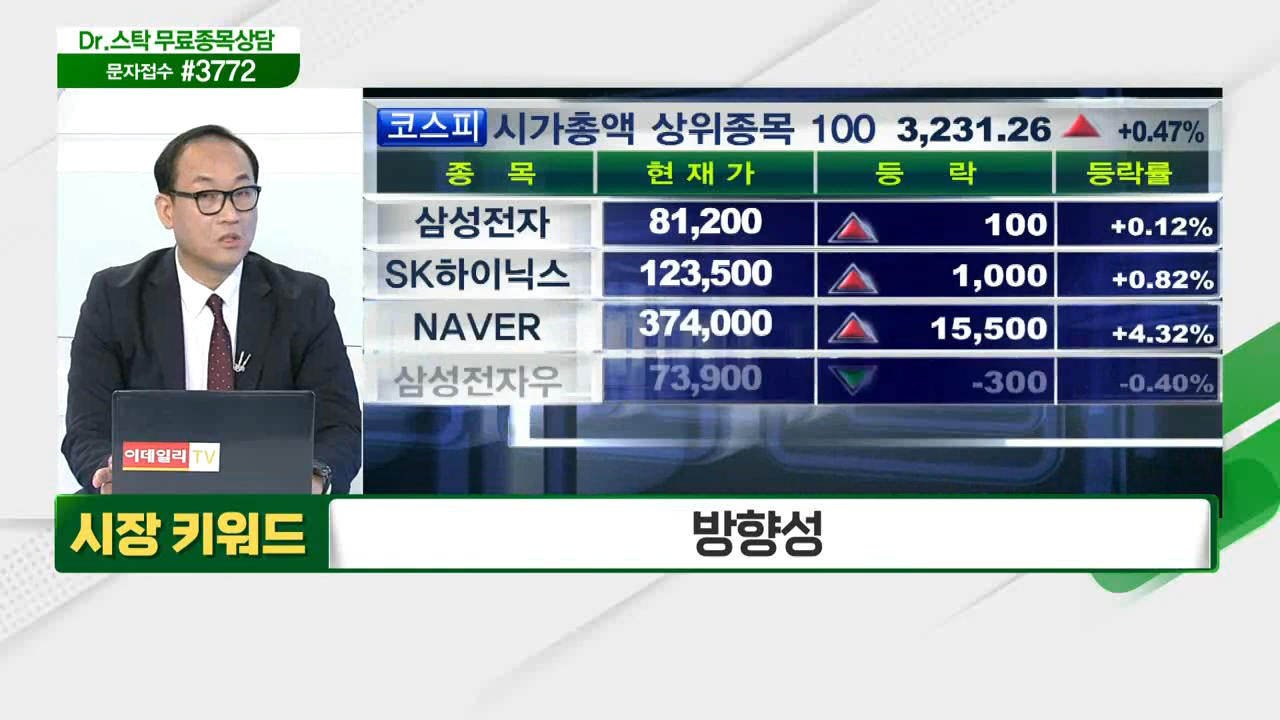 Dr.스탁 무료종목상담
문자접수 #3772
코스피 시가총액 상위종목 100 3,231.26 +0.47%
종 목 현 재 가 등 락 등락률
삼성전자 81,200 100 +0.12%
SK하이닉스 123,500 1,000 +0.82%
NAVER 374,000 15,500 +4.32%
삼성전자우 73,900 -300 -0.40%
이데일리 TV
시장 키워드 방향성